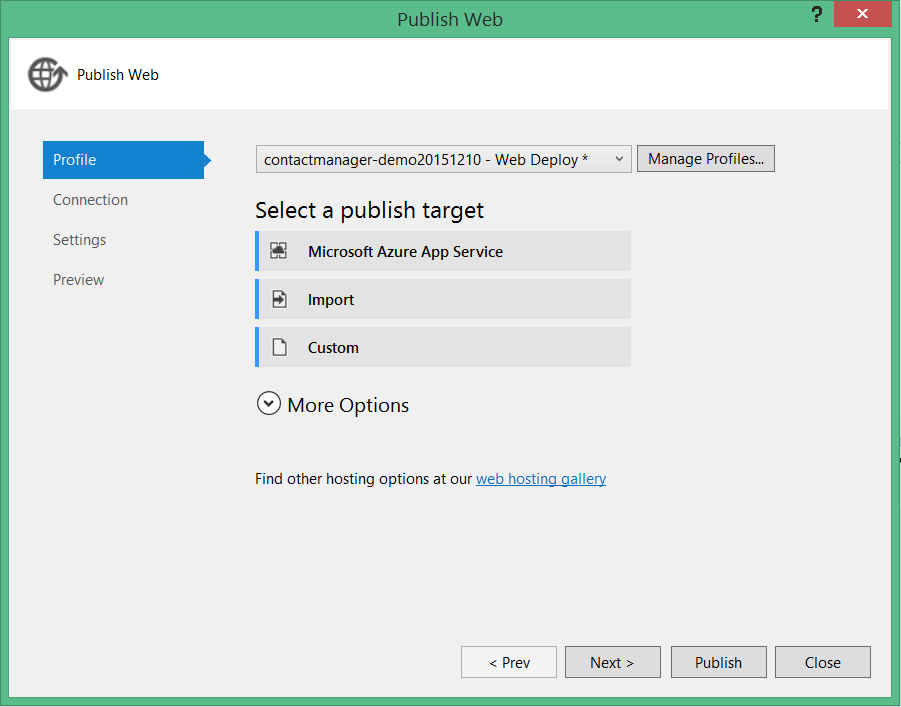 Publish Web
?
Publish Web
Profile
Connection
Settings
Preview
contactmanager-demo20151210 - Web Deploy *
Manage Profiles...
Select a publish target
Microsoft Azure App Service
Import
Custom
More Options
Find other hosting options at our web hosting gallery
< Prev
Next >
Publish
Close